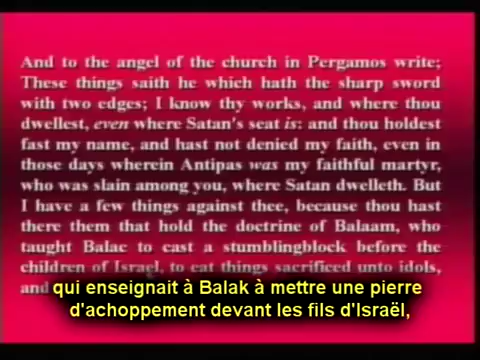 And to the angel of the church in Pergamos write;
These things saith he which hath the sharp sword
with two edges; I know thy works, and where thou
dwellest, even where Satan's seat is: and thou holdest
fast my name, and hast not denied my faith, even in
those days wherein Antipas was my faithful martyr,
who was slain among you, where Satan dwelleth. But
I have a few things against thee, because thou hast
there them that hold the doctrine of Balaam, who
taught Balac to cast a stumblingblock before the
children of Israel, to eat things sacrificed unto idols,
and
qui enseignait à Balak à mettre une pierre
d'achoppement devant les fils d'Israël,